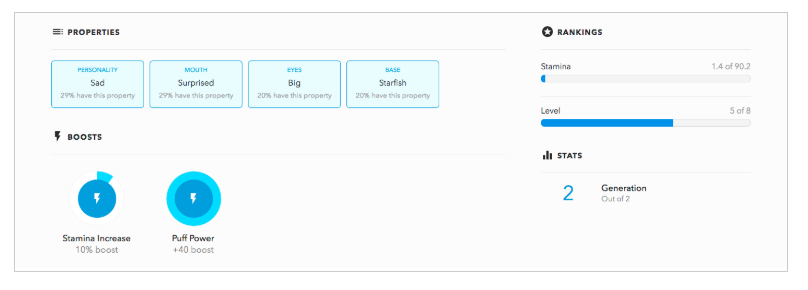 PROPERTIES
PERSONALITY
Sad
29% have this property
MOUTH
Surprised
29% have this property
EYES
Big
20% have this property
BASE
Starfish
20% have this property
BOOSTS
Stamina Increase
10% boost
Puff Power
+40 boost
RANKINGS
Stamina 1.4 of 90.2
Level 5 of 8
STATS
2
Generation
Out of 2